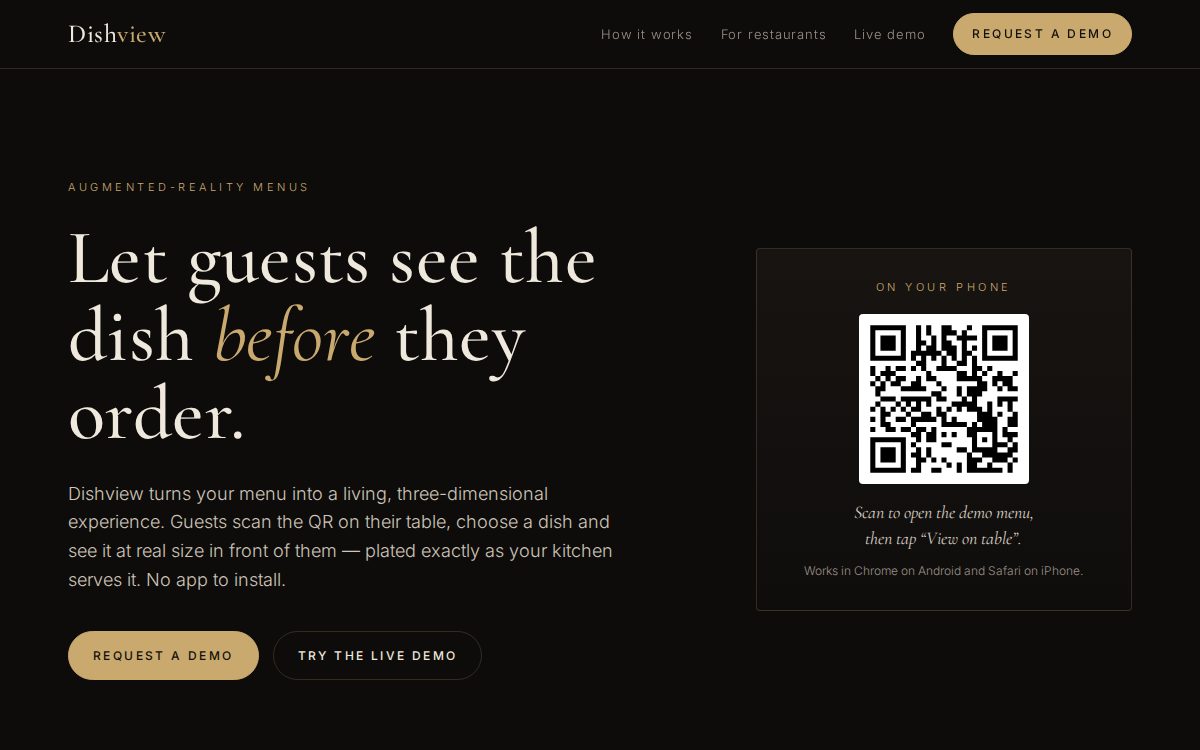 Dishview
How it works
For restaurants
Live demo
REQUEST A DEMO
AUGMENTED-REALITY MENUS
Let guests see the
dish before they
order.
Dishview turns your menu into a living, three-dimensional
experience. Guests scan the QR on their table, choose a dish and
see it at real size in front of them — plated exactly as your kitchen
serves it. No app to install.
REQUEST A DEMO
TRY THE LIVE DEMO
ON YOUR PHONE
Scan to open the demo menu,
then tap “View on table”.
Works in Chrome on Android and Safari on iPhone.